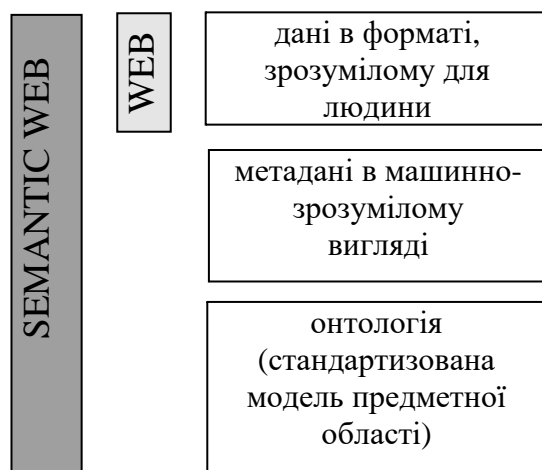 SEMANTIC WEB
WEB
дані в форматі,
зрозумілому для
людини
метадані в машинно-
зрозумілому
вигляді
онтологія
(стандартизована
модель предметної
області)